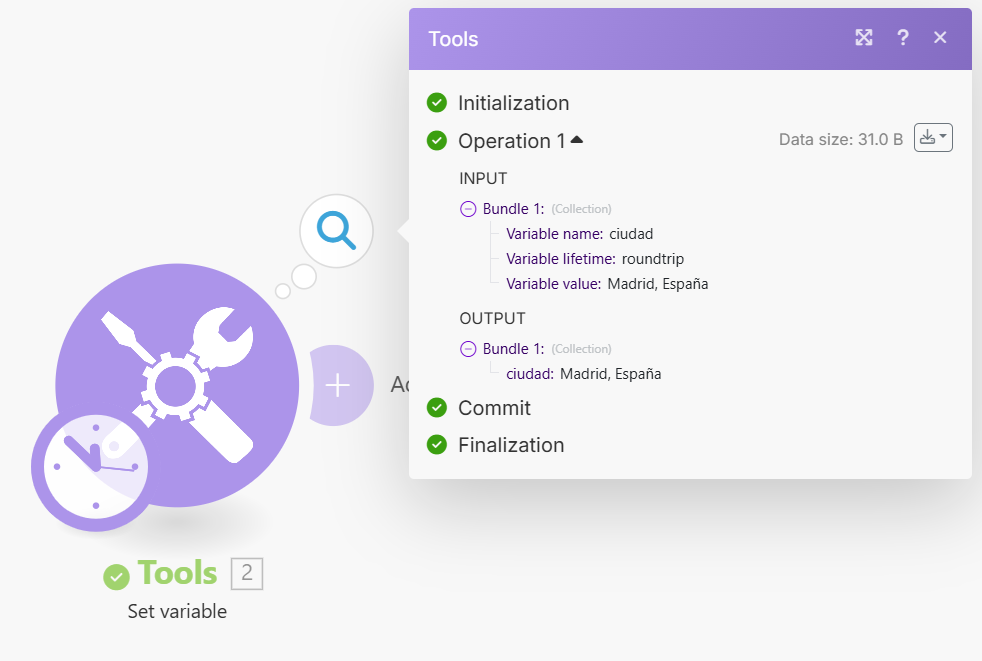 Tools
Initialization
Operation 1
Data size: 31.0 B
INPUT
Bundle 1: (Collection)
Variable name: ciudad
Variable lifetime: roundtrip
Variable value: Madrid, España
OUTPUT
Bundle 1: (Collection)
ciudad: Madrid, España
Commit
Finalization
Tools 2
Set variable